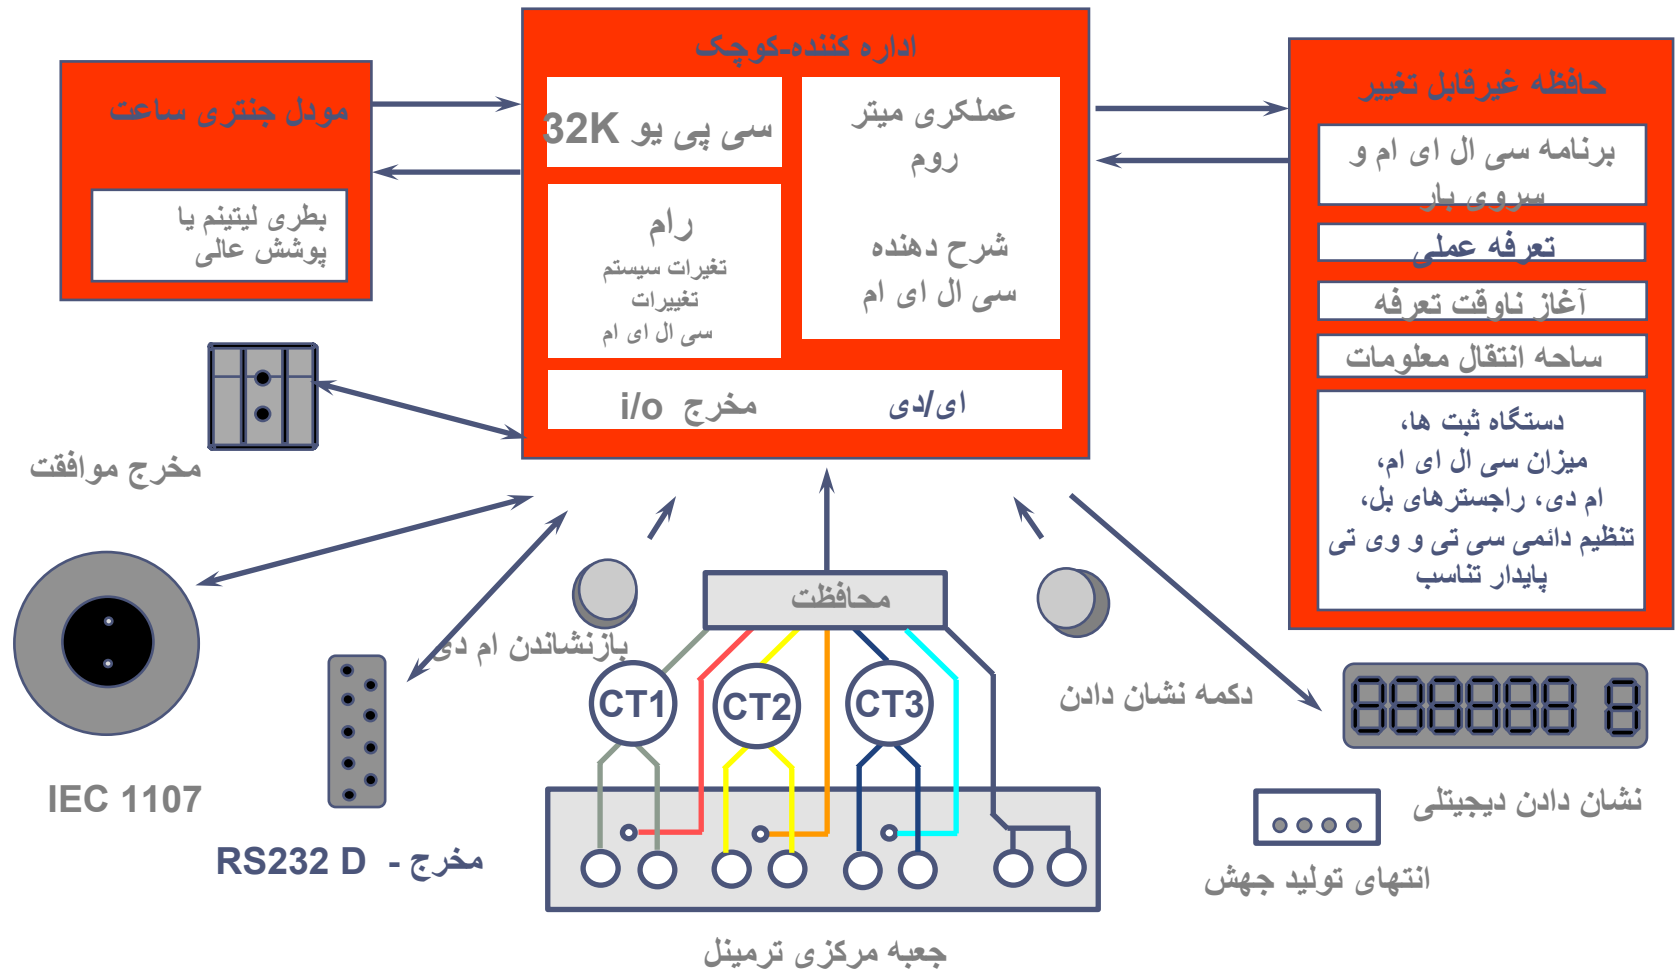 اداره کننده-کوچک
سی پی یو 32K
رام
تغیرات سیستم
تغییرات
سی ال ای ام
عملکری میتر
روم
شرح دهنده
سی ال ای ام
مخرج i/o
ای/دی
مودل جنتری ساعت
بطری لیتینم یا
پوشش عالی
حافظه غیرقابل تغییر
برنامه سی ال ای ام و
سروی بار
تعرفه عملی
آغاز ناوقت تعرفه
ساحه انتقال معلومات
دستگاه ثبت ها،
میزان سی ال ای ام،
ام دی، راجسترهای بل،
تنظیم دائمی سی تی و وی تی
پایدار تناسب
مخرج موافقت
IEC 1107
مخرج - RS232 D
بازنشاندن ام دی
محافظت
CT1
CT2
CT3
دکمه نشان دادن
نشان دادن دیجیتلی
انتهای تولید جهش
جعبه مرکزی ترمینل